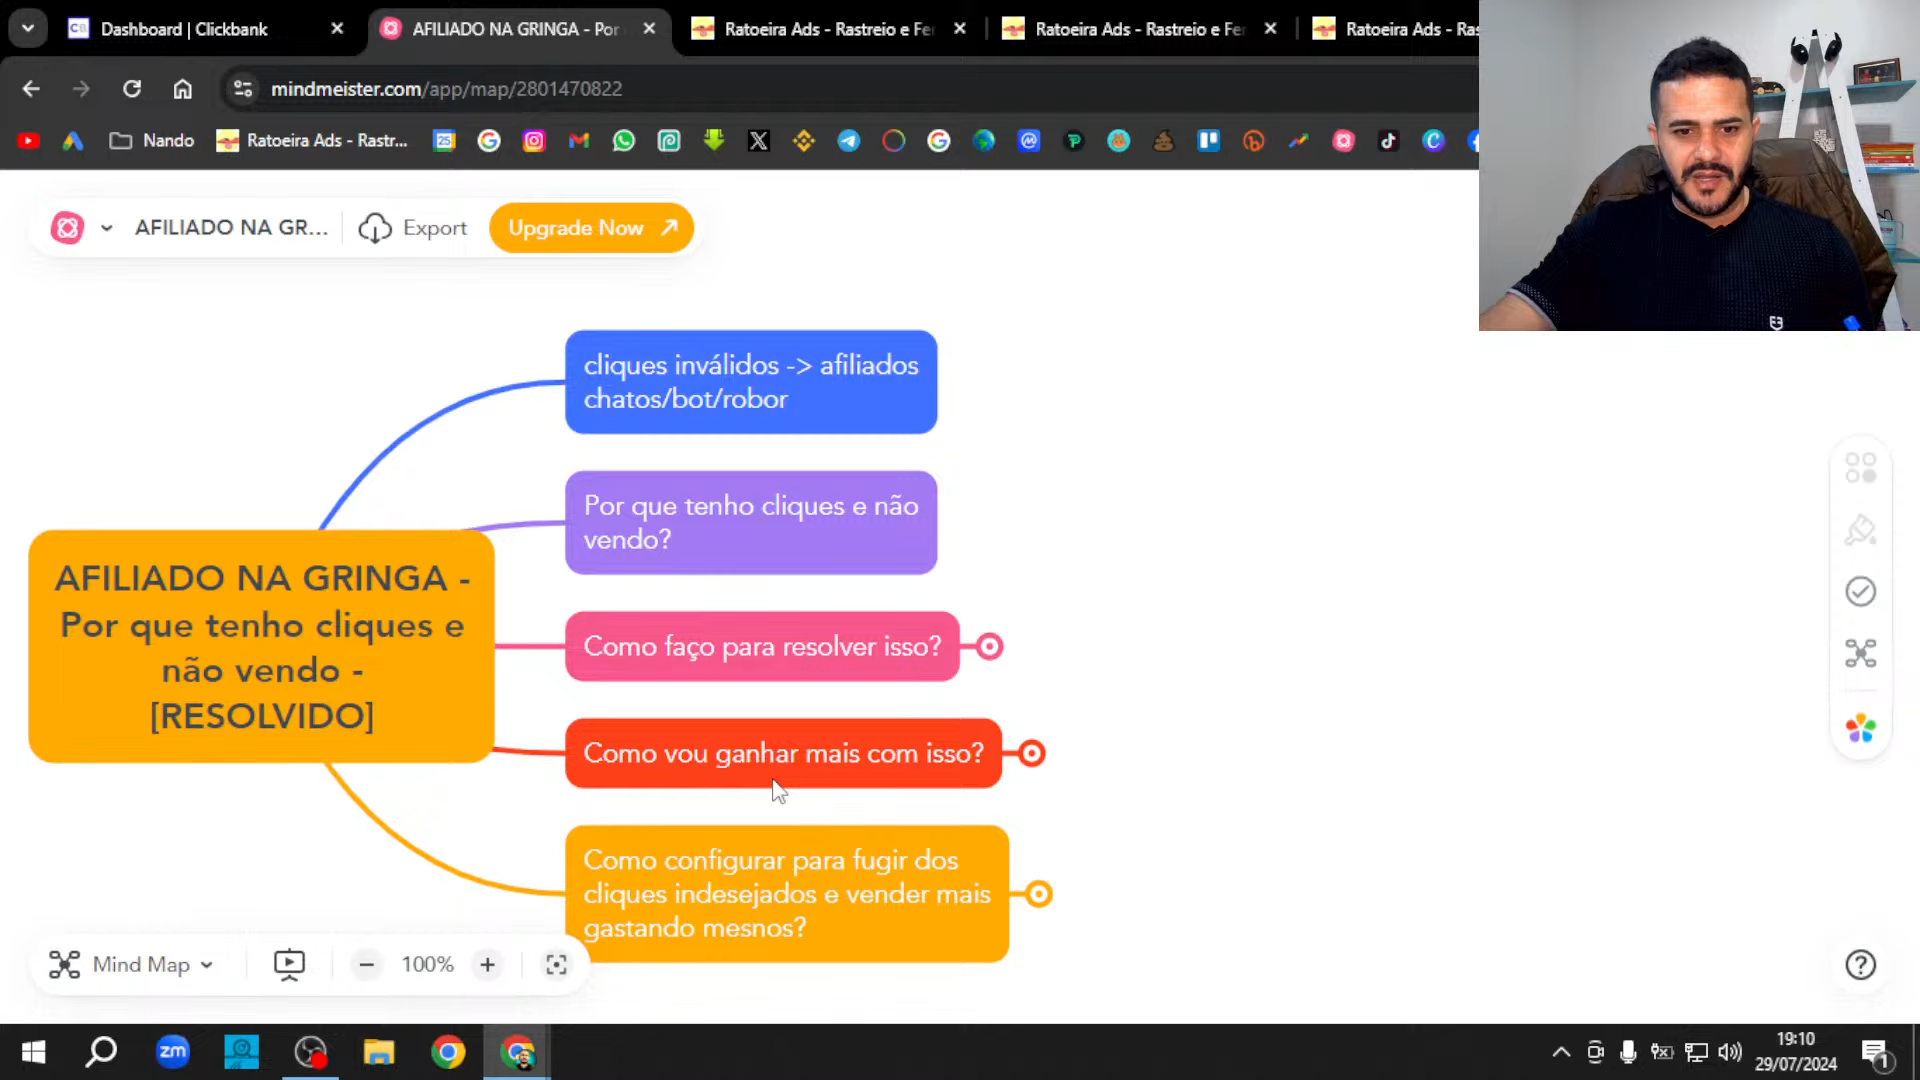 Dashboard | Clickbank
AFILIADO NA GRINGA - Por
Ratoeira Ads - Rastreio e Fer
Ratoeira Ads - Rastreio e Fer
Ratoeira Ads - Ras
mindmeister.com/app/map/2801470822
Nando
Ratoeira Ads - Rastr...
AFILIADO NA GR...
Export
Upgrade Now
cliques inválidos -> afiliados
chatos/bot/robor
Por que tenho cliques e não
vendo?
AFILIADO NA GRINGA -
Por que tenho cliques e
não vendo -
[RESOLVIDO]
Como faço para resolver isso?
Como vou ganhar mais com isso?
Como configurar para fugir dos
cliques indesejados e vender mais
gastando mesnos?
Mind Map
100%
zm
19:10
29/07/2024
1